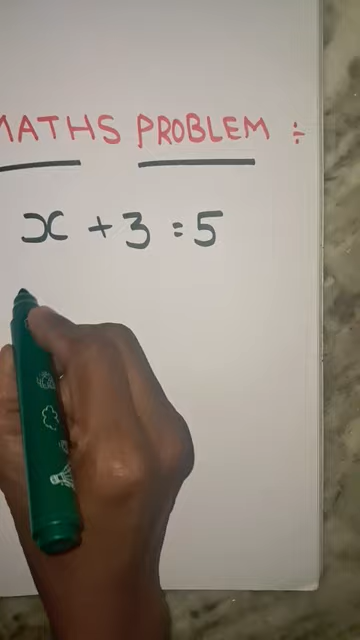 MATHS PROBLEM ÷
x + 3 = 5